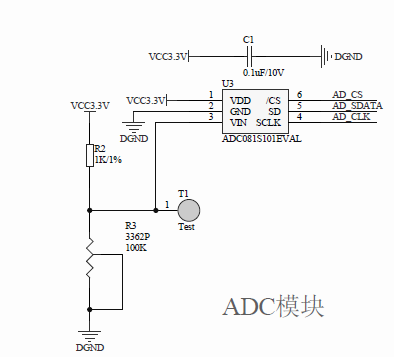 C1
VCC3.3V
DGND
0.1uF/10V
U3
VCC3.3V
1 VDD /CS 6 AD_CS
2 GND SD 5 AD_SDATA
3 VIN SCLK 4 AD_CLK
DGND
ADC081S101EVAL
VCC3.3V
R2
1K/1%
T1
1
Test
R3
3362P
100K
ADC模块
DGND